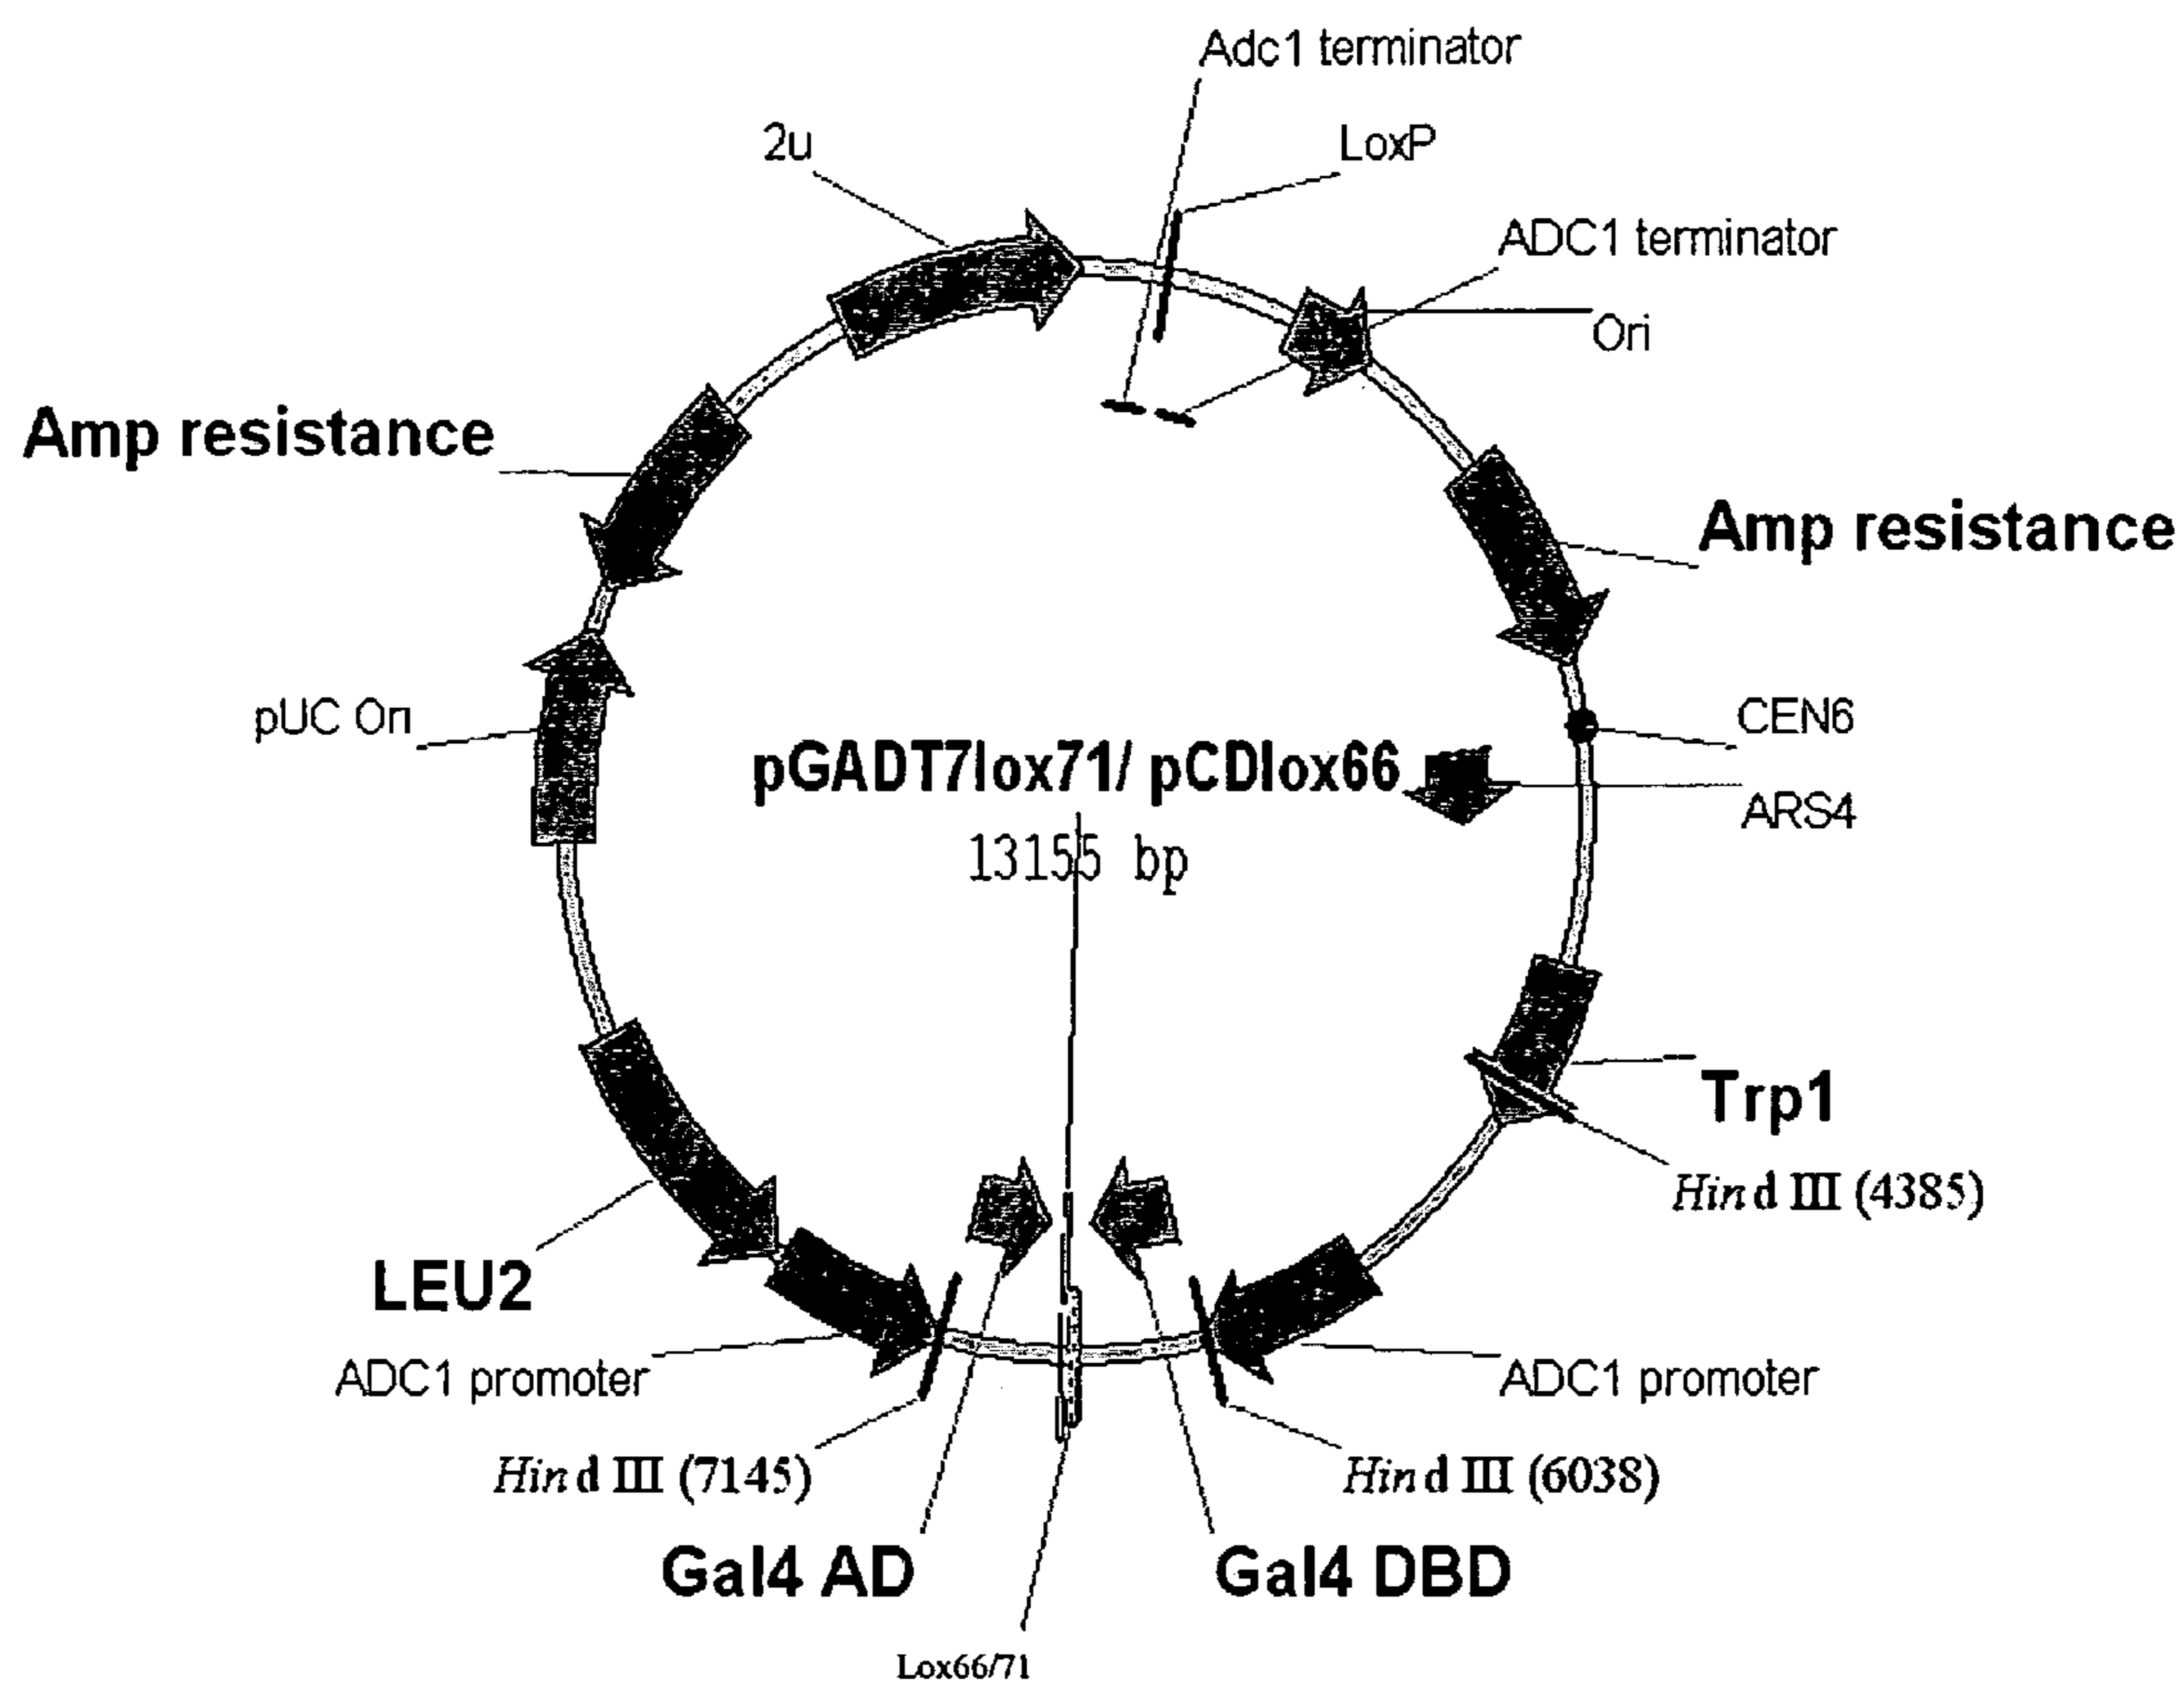 Adc1 terminator
2u
LoxP
ADC1 terminator
Ori
Amp resistance
Amp resistance
pUC Ori
CEN6
pGADT7lox71/ pCDlox66
ARS4
13155 bp
Trp1
Hind III (4385)
LEU2
ADC1 promoter
ADC1 promoter
Hind III (7145)
Hind III (6038)
Gal4 AD
Gal4 DBD
Lox66/71